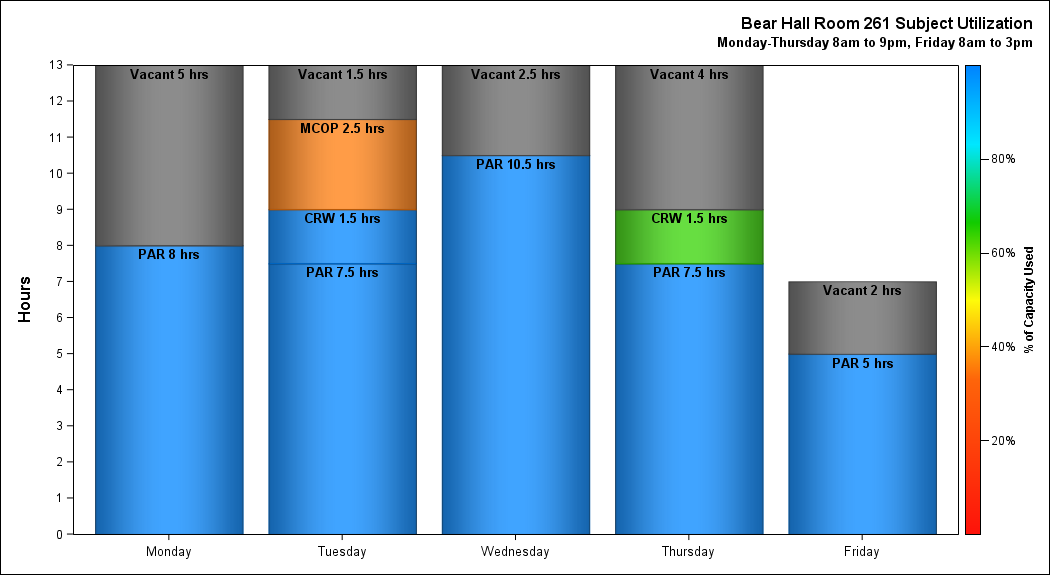 Bear Hall Room 261 Subject Utilization
Monday-Thursday 8am to 9pm, Friday 8am to 3pm
Hours
13
12
11
10
9
8
7
6
5
4
3
2
1
0
Vacant 5 hrs
PAR 8 hrs
Vacant 1.5 hrs
MCOP 2.5 hrs
CRW 1.5 hrs
PAR 7.5 hrs
Vacant 2.5 hrs
PAR 10.5 hrs
Vacant 4 hrs
CRW 1.5 hrs
PAR 7.5 hrs
Vacant 2 hrs
PAR 5 hrs
Monday
Tuesday
Wednesday
Thursday
Friday
80%
60%
40%
20%
% of Capacity Used